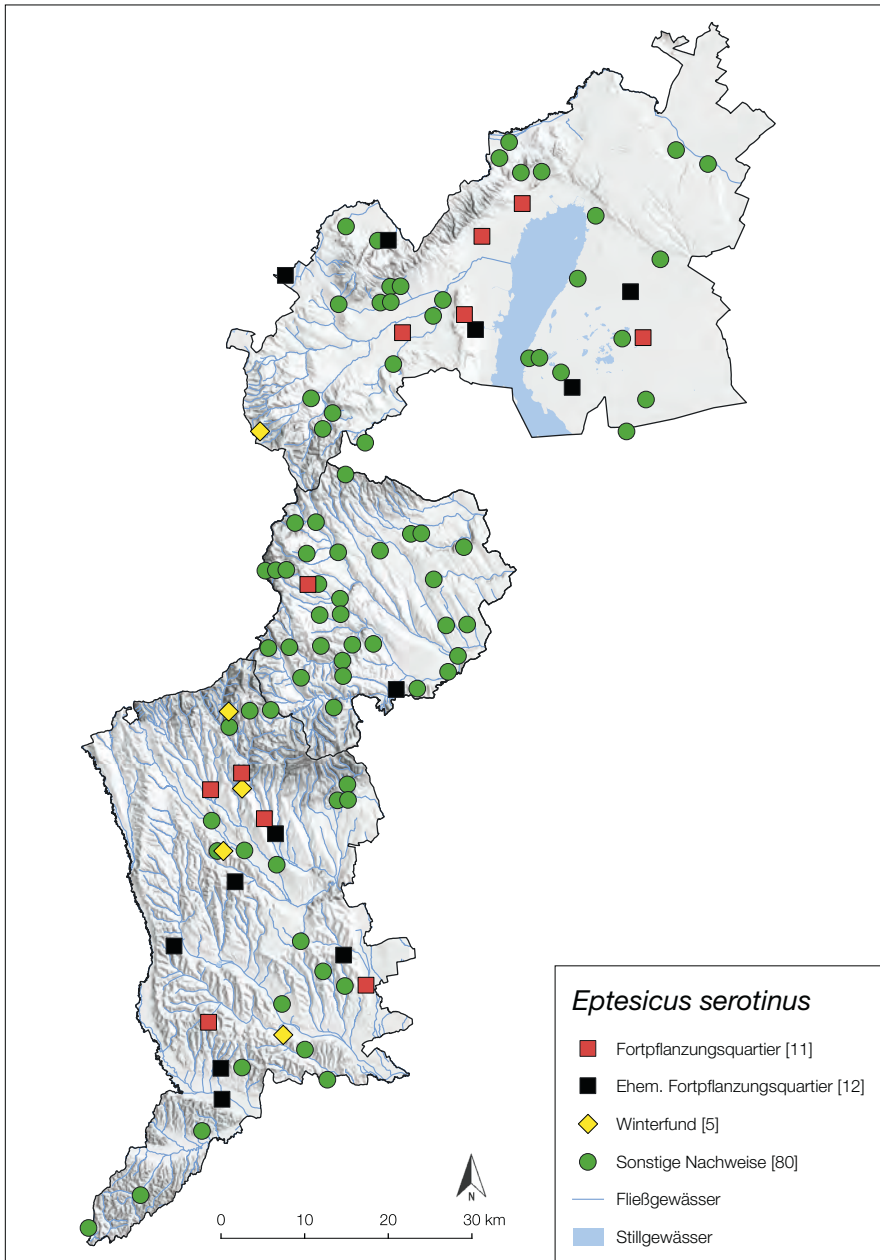 Eptesicus serotinus
Fortpflanzungsquartier [11]
Ehem. Fortpflanzungsquartier [12]
Winterfund [5]
Sonstige Nachweise [80]
Fließgewässer
Stillgewässer
N
0 10 20 30 km